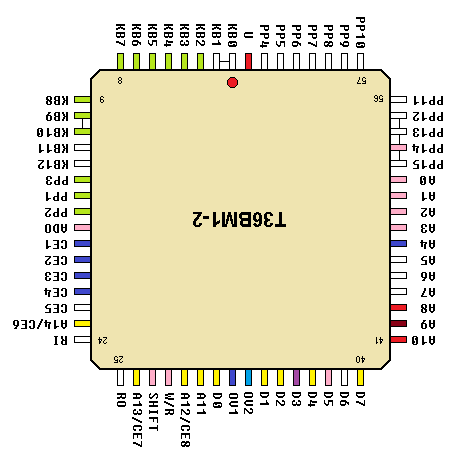 KB7
KB6
KB5
KB4
KB3
KB2
KB1
KB0
U
PP4
PP5
PP6
PP7
PP8
PP9
PP10
8
57
9
56
KB8
KB9
KB10
KB11
KB12
PP3
PP1
PP2
ADO
CE1
CE2
CE3
CE4
CE5
A14/CE6
RI
T36BM1-2
PP11
PP12
PP13
PP14
PP15
A0
A1
A2
A3
A4
A5
A6
A7
A8
A9
A10
24
41
25
40
RO
A13/CE7
SHIFT
W/R
A12/CE8
A11
D0
OV1
OV2
D1
D2
D3
D4
D5
D6
D7